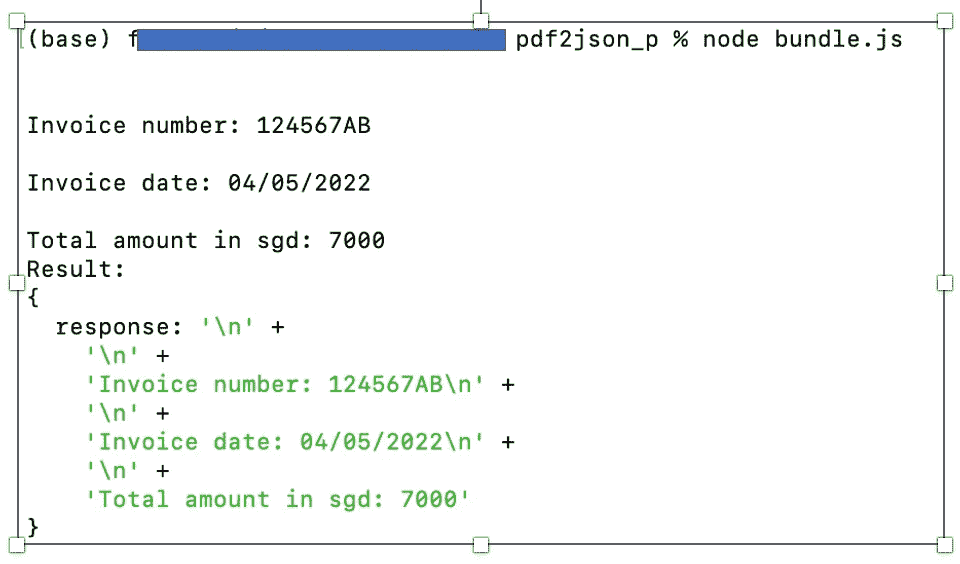 (base) f pdf2json_p % node bundle.js
Invoice number: 124567AB
Invoice date: 04/05/2022
Total amount in sgd: 7000
Result:
{
response: '\n' +
'\n' +
'Invoice number: 124567AB\n' +
'\n' +
'Invoice date: 04/05/2022\n' +
'\n' +
'Total amount in sgd: 7000'
}